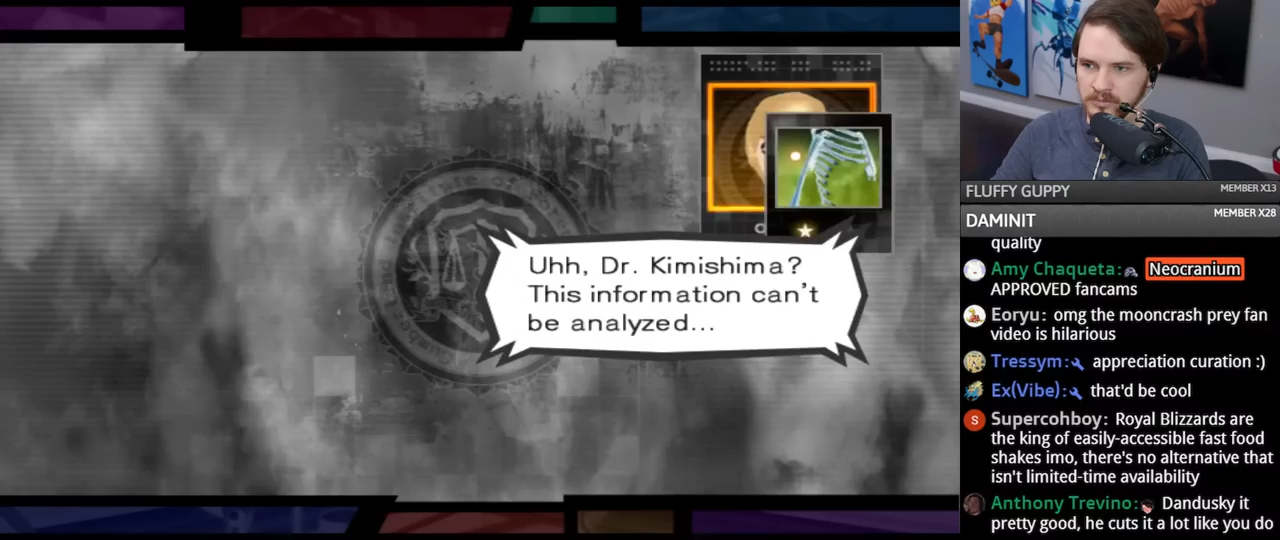 Uhh, Dr. Kimishima?
This information can't
be analyzed...
FLUFFY GUPPY
MEMBER X13
DAMINIT
MEMBER X28
quality
Amy Chaqueta: Neocranium
APPROVED fancams
Eoryu: omg the mooncrash prey fan
video is hilarious
Tressym: appreciation curation :)
Ex(Vibe): that'd be cool
S
Supercohboy: Royal Blizzards are
the king of easily-accessible fast food
shakes imo, there's no alternative that
isn't limited-time availability
Anthony Trevino: Dandusky it
pretty good, he cuts it a lot like you do